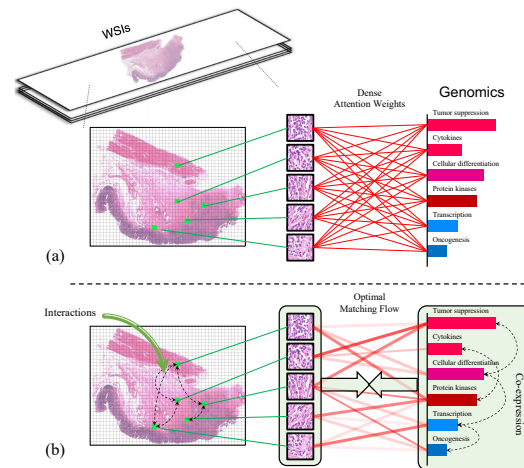 WSIs
Dense
Attention Weights
Genomics
Tumor suppression
Cytokines
Cellular differentiation
Protein kinases
Transcription
Oncogenesis
(a)
Interactions
Optimal
Matching Flow
Tumor suppression
Cytokines
Cellular differentiation
Protein kinases
Transcription
Oncogenesis
Co-expression
(b)